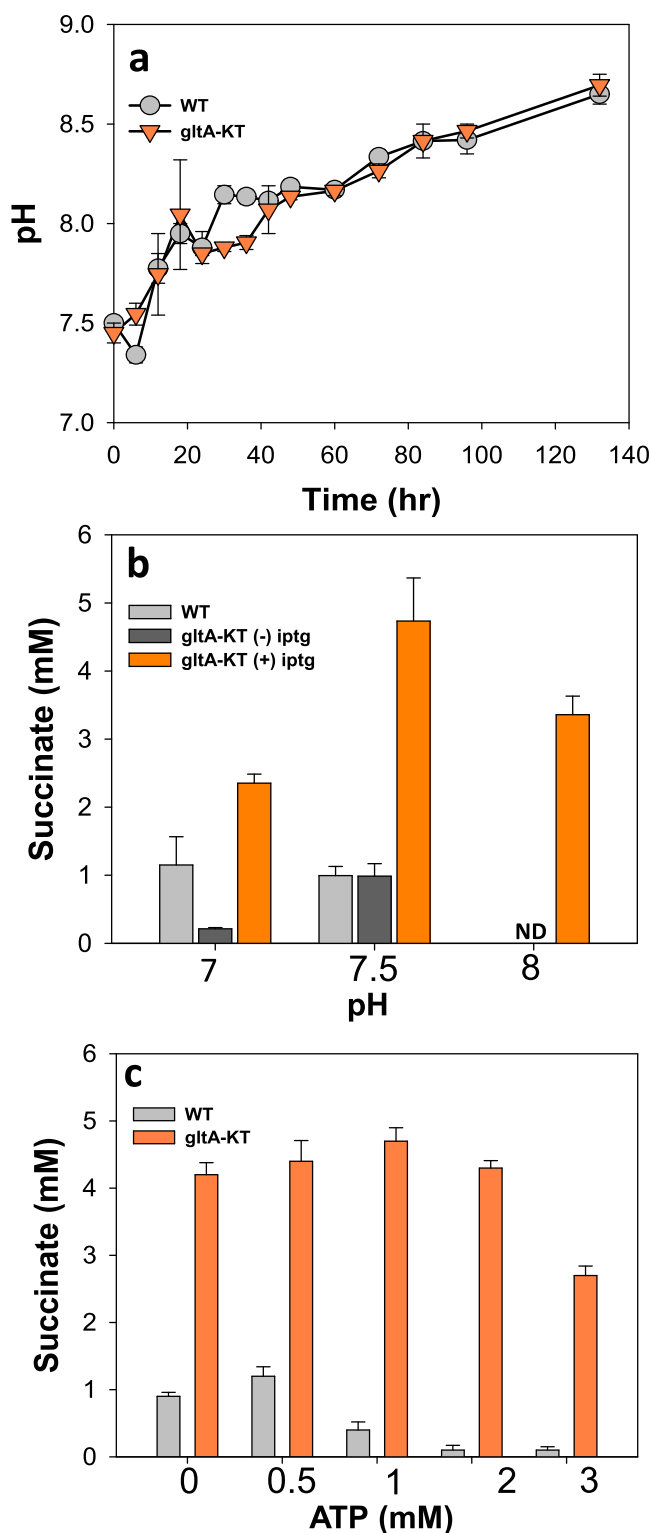 9.0
a
WT
gltA-KT
8.5
pH
8.0
7.5
7.0
0 20 40 60 80 100 120 140
Time (hr)
6
b
WT
5
gltA-KT (-) iptg
gltA-KT (+) iptg
4
Succinate (mM)
3
2
1
ND
0
7 7.5 8
pH
6
c
WT
5
gltA-KT
4
Succinate (mM)
3
2
1
0
0 0.5 1 2 3
ATP (mM)